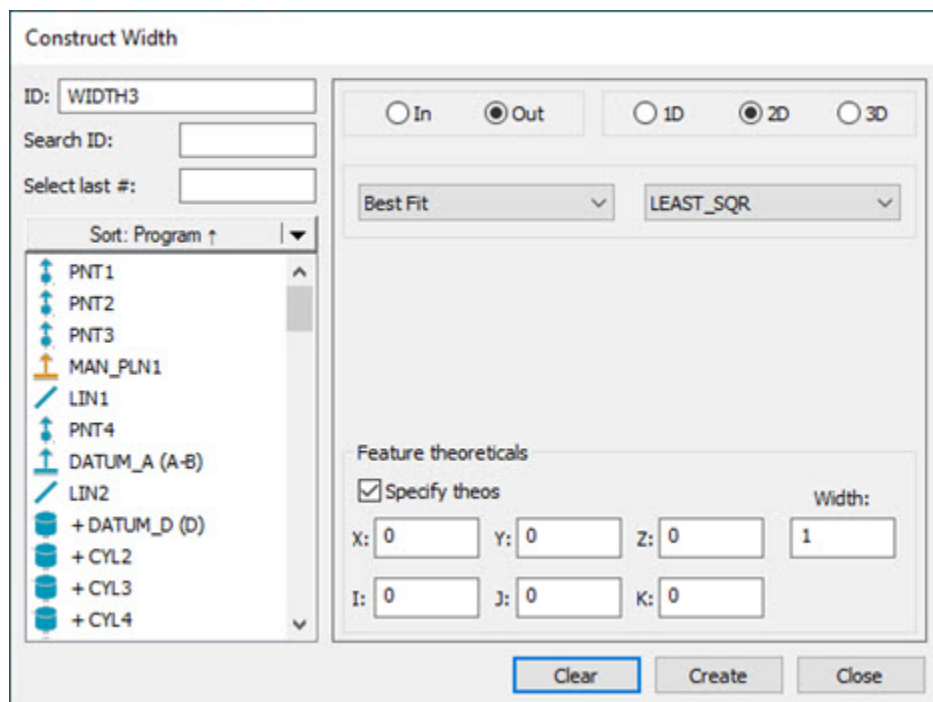 Construct Width
ID: WIDTH3
Search ID:
Select last #:
Sort: Program ↑
PNT1
PNT2
PNT3
MAN_PLN1
LIN1
PNT4
DATUM_A (A-B)
LIN2
+DATUM_D (D)
+CYL2
+CYL3
+CYL4
In Out 1D 2D 3D
Best Fit LEAST_SQR
Feature theoreticals
Specify theos
Width:
X: 0 Y: 0 Z: 0 1
I: 0 J: 0 K: 0
Clear Create Close